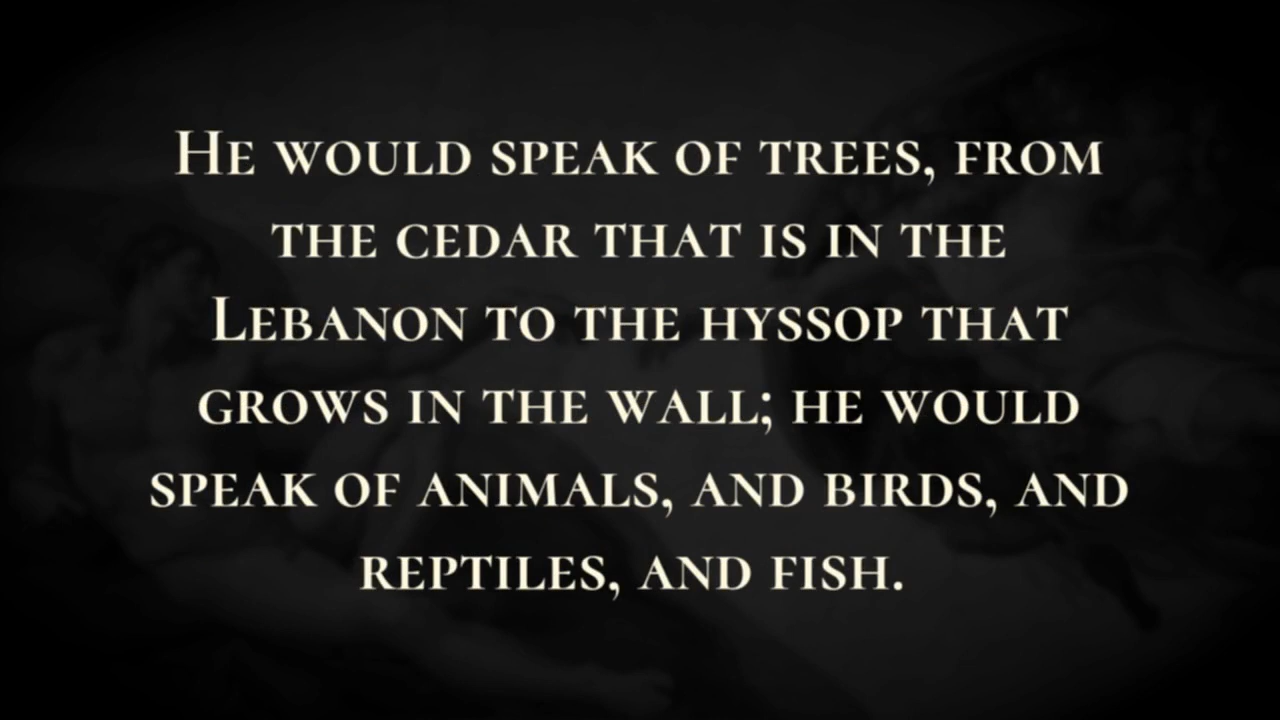 He would speak of trees, from
the cedar that is in the
Lebanon to the hyssop that
grows in the wall; he would
speak of animals, and birds, and
reptiles, and fish.